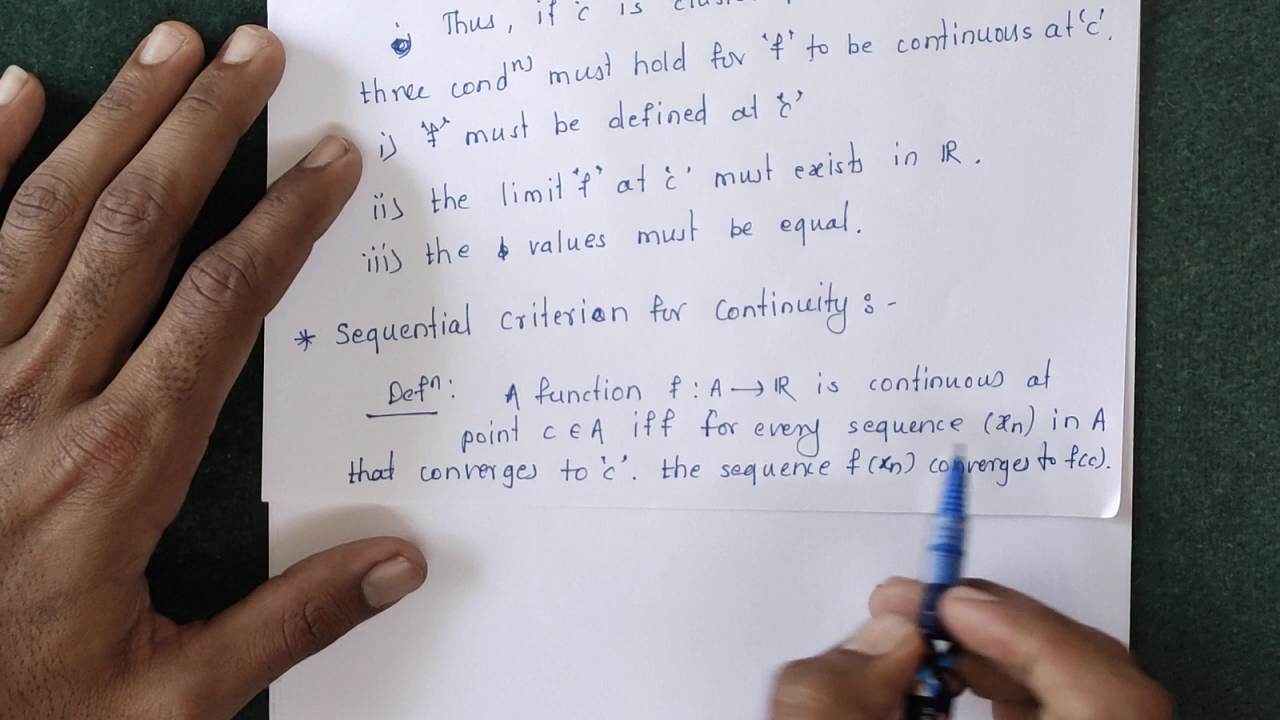 Thus, if 'c' is
three condⁿ must hold for 'f' to be continuous at 'c'.
i) 'f' must be defined at 'c'
ii) the limit 'f' at 'c' must exists in ℝ.
iii) the values must be equal.
* Sequential criterion for Continuity :-
Defⁿ: A function f : A → ℝ is continuous at
point c ∈ A iff for every sequence (xn) in A
that converges to 'c'. the sequence f(xn) converges to f(c).